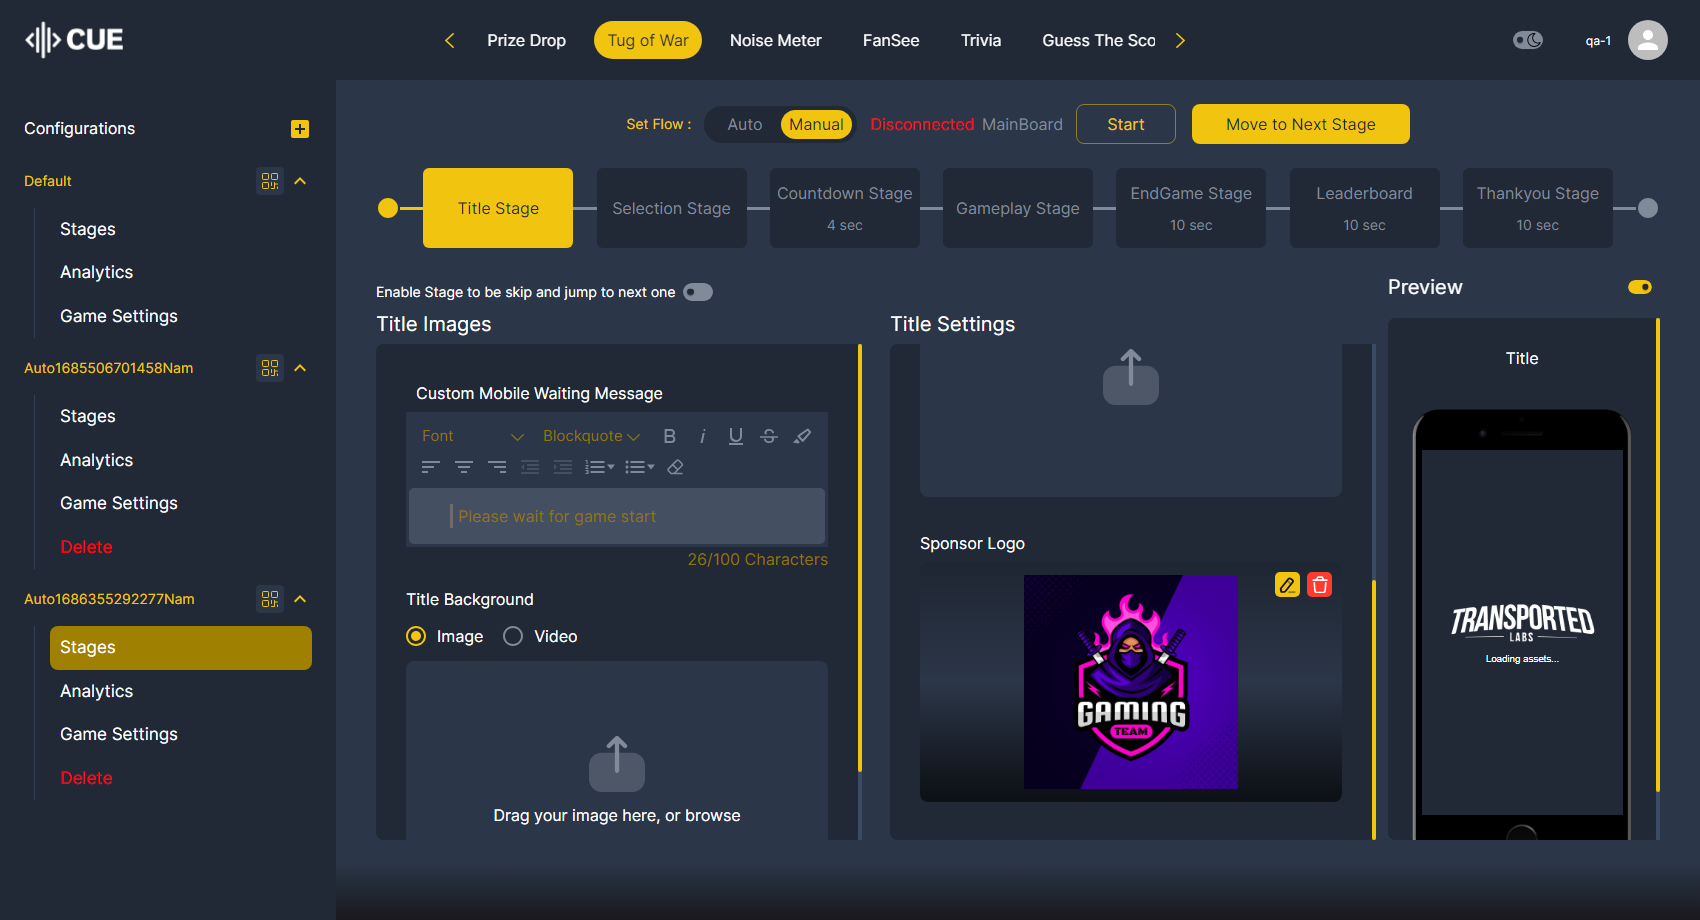 CUE
Prize Drop
Tug of War
Noise Meter
FanSee
Trivia
Guess The Sco
qa-1
Configurations
Default
Stages
Analytics
Game Settings
Auto1685506701458Nam
Stages
Analytics
Game Settings
Delete
Auto1686355292277Nam
Stages
Analytics
Game Settings
Delete
Set Flow :
Auto
Manual
Disconnected MainBoard
Start
Move to Next Stage
Title Stage
Selection Stage
Countdown Stage
4 sec
Gameplay Stage
EndGame Stage
10 sec
Leaderboard
10 sec
Thankyou Stage
10 sec
Enable Stage to be skip and jump to next one
Title Images
Custom Mobile Waiting Message
Font
Blockquote
B
i
U
S
Please wait for game start
26/100 Characters
Title Background
Image
Video
Drag your image here, or browse
Title Settings
Sponsor Logo
GAMING
TEAM
Preview
Title
TRANSPORTED
LABS
Loading assets...